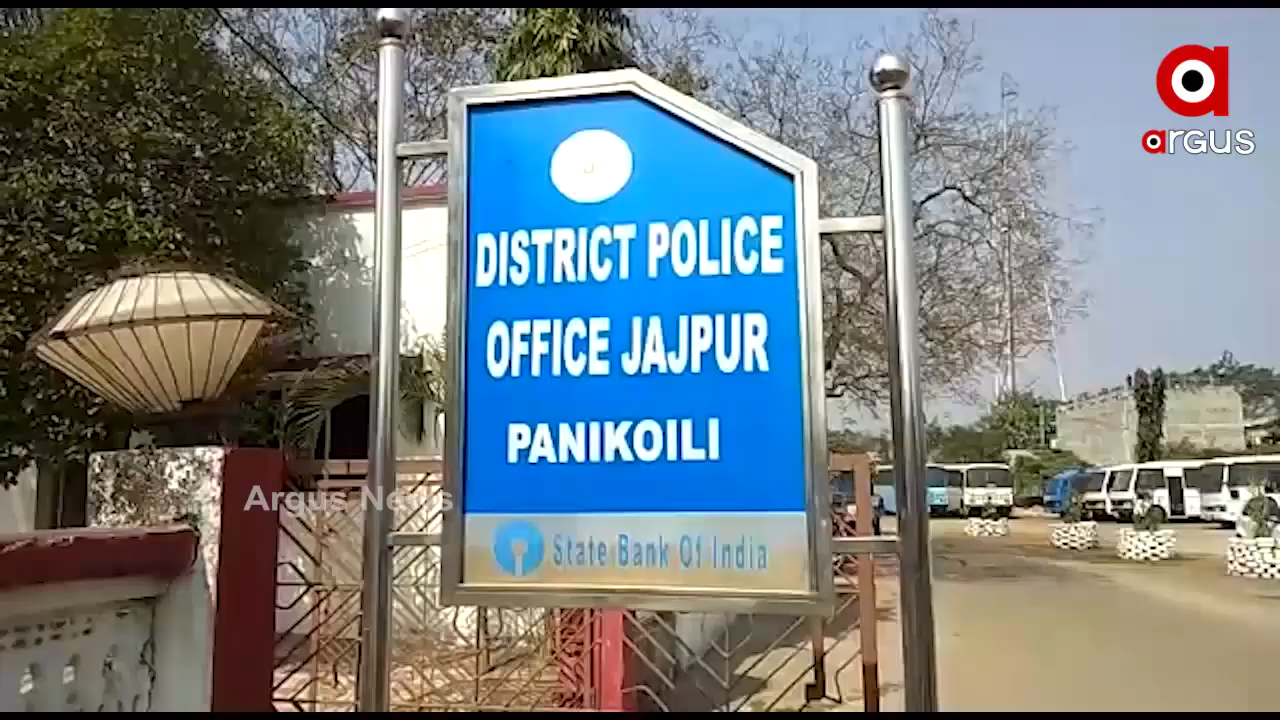 DISTRICT POLICE
OFFICE JAJPUR
PANIKOILI
State Bank Of India
argus
Argus News